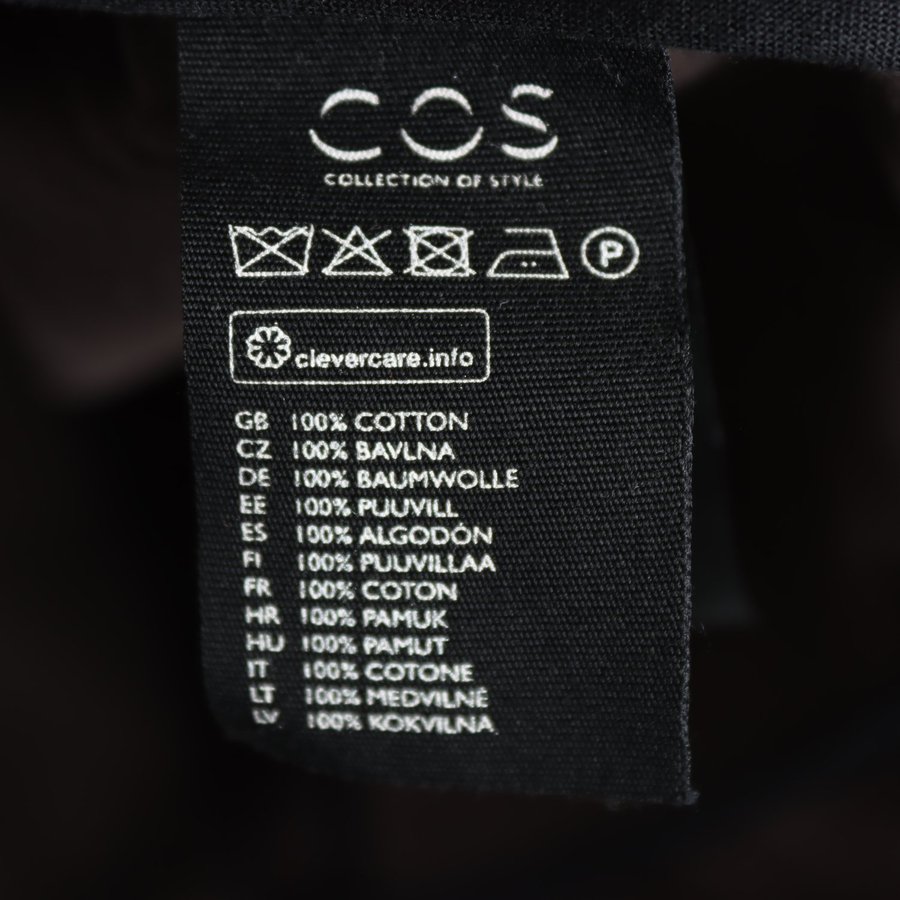 COS
COLLECTION OF STYLE
P
clevercare.info
GB 100% COTTON
CZ 100% BAVLNA
DE 100% BAUMWOLLE
EE 100% PUUVILL
ES 100% ALGODÓN
FI 100% PUUVILLAA
FR 100% COTON
HR 100% PAMUK
HU 100% PAMUT
IT 100% COTONE
LT 100% MEDVILNĖ
LV 100% KOKVILNA